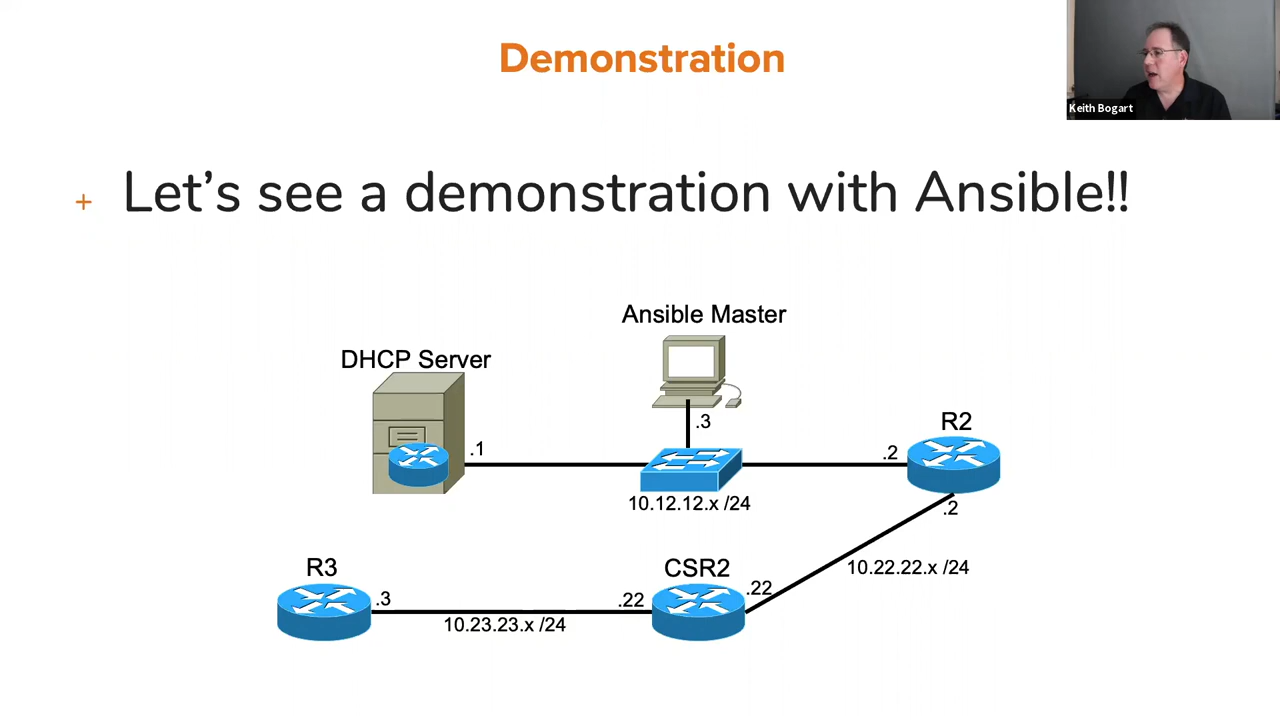 Demonstration
Keith Bogart
+ Let's see a demonstration with Ansible!!
Ansible Master
DHCP Server
.3
R2
.1
.2
10.12.12.x /24
.2
R3
CSR2
10.22.22.x /24
.3
.22
.22
10.23.23.x /24